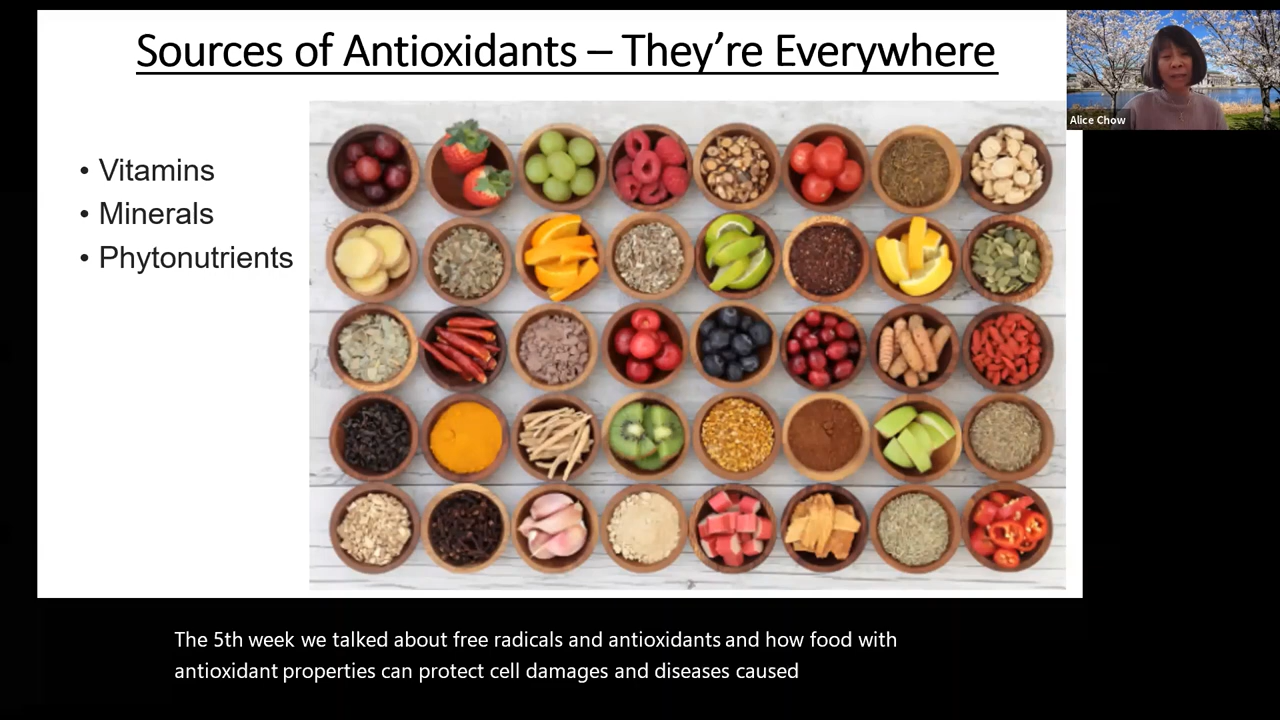 Sources of Antioxidants – They’re Everywhere
Alice Chow
• Vitamins
• Minerals
• Phytonutrients
The 5th week we talked about free radicals and antioxidants and how food with
antioxidant properties can protect cell damages and diseases caused